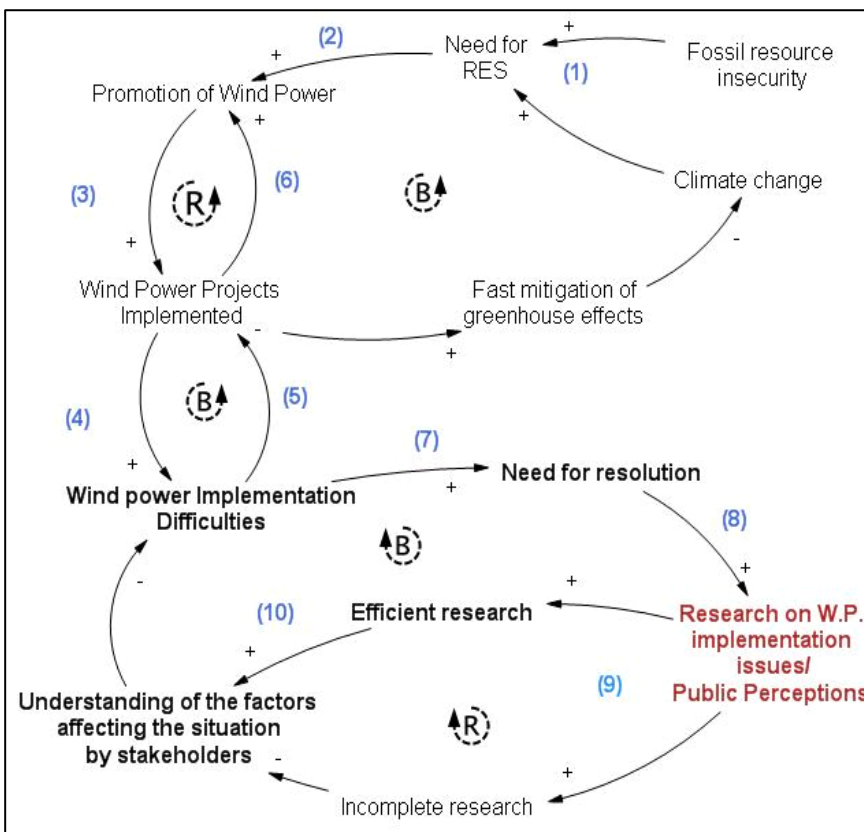 (2)
+
Need for
RES
+
(1)
Fossil resource
insecurity
+
Promotion of Wind Power
+
+
(3)
R
(6)
B
Climate change
+
-
Wind Power Projects
Implemented
-
Fast mitigation of
greenhouse effects
+
(4)
B
(5)
+
(7)
Wind power Implementation
Difficulties
+
Need for resolution
(8)
B
+
-
(10)
Efficient research
+
Research on W.P.
implementation
issues/
Public Perceptions
+
(9)
Understanding of the factors
affecting the situation
by stakeholders
R
-
+
Incomplete research